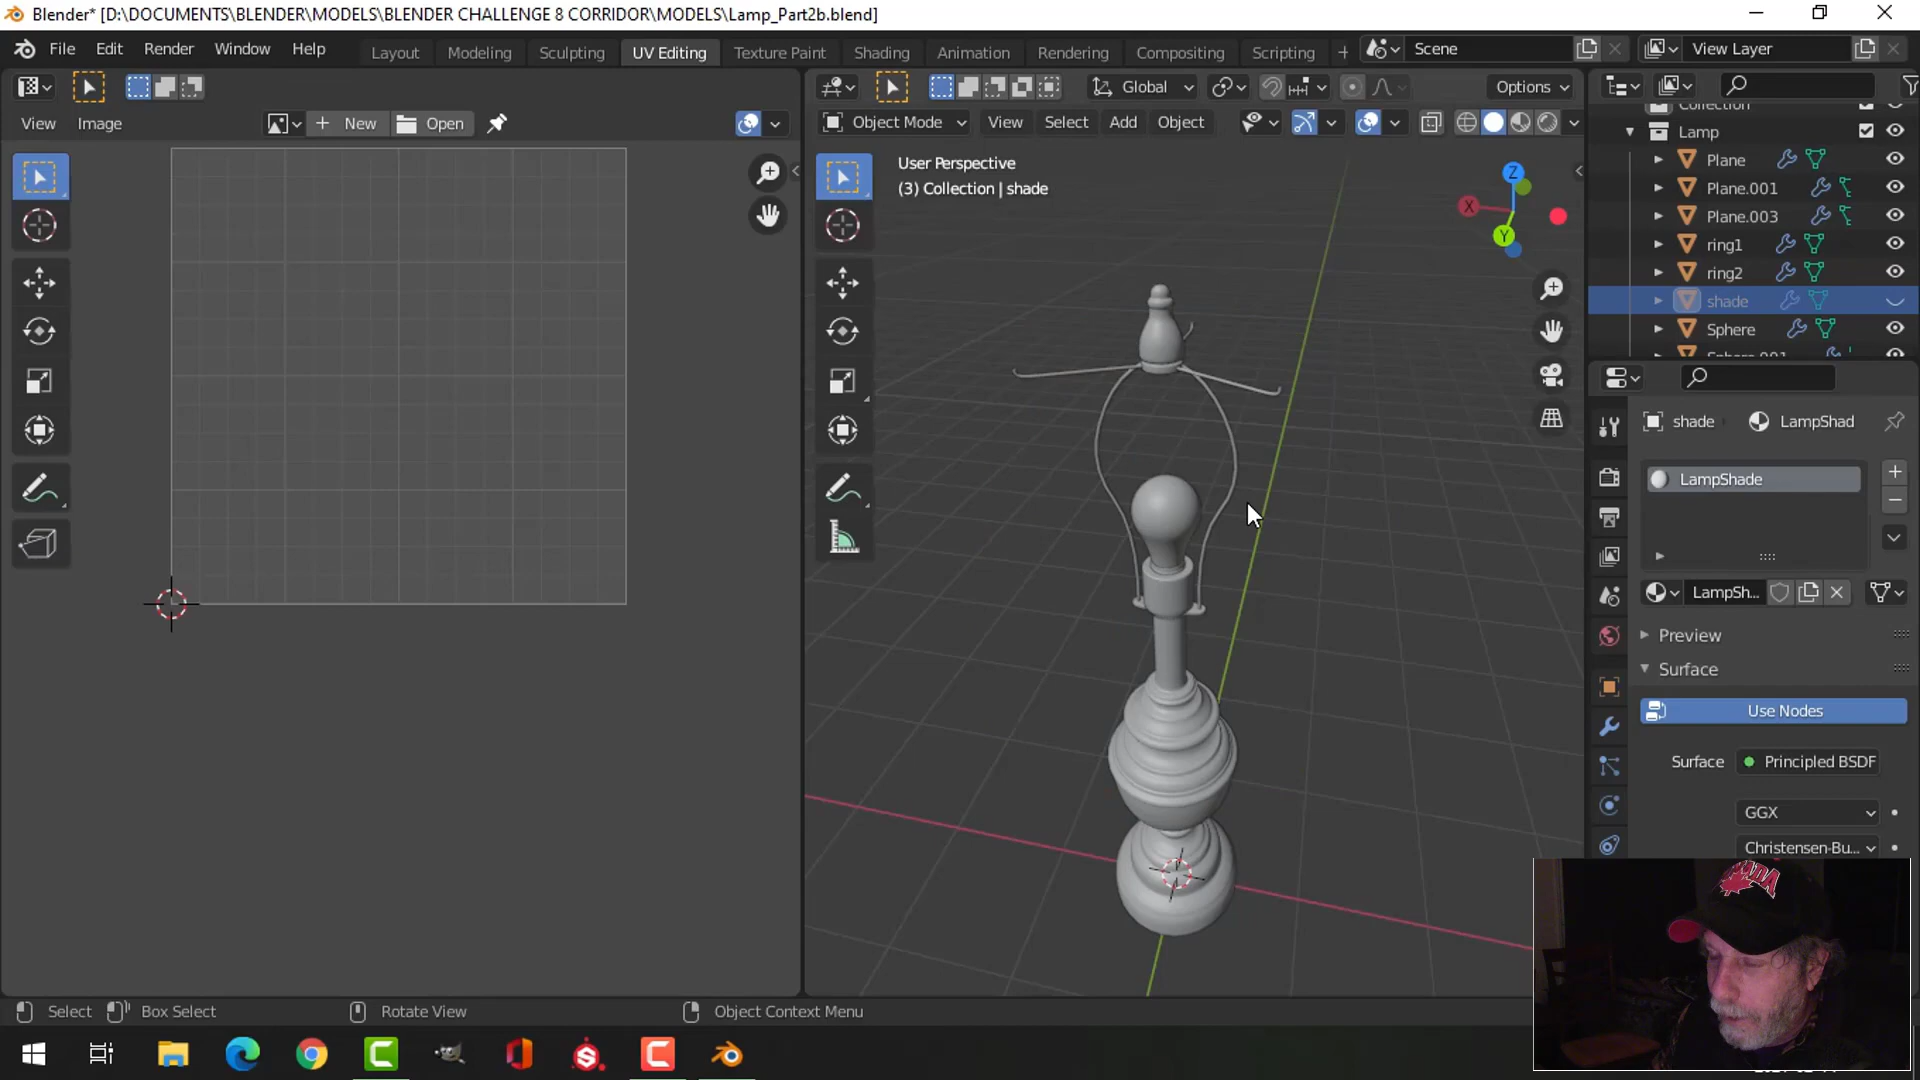 Blender* [D:\DOCUMENTS\BLENDER\MODELS\BLENDER CHALLENGE 8 CORRIDOR\MODELS\Lamp_Part2b.blend]
File Edit Render Window Help Layout Modeling Sculpting UV Editing Texture Paint Shading Animation Rendering Compositing Scripting + Scene View Layer
Global Options
View Image + New Open Object Mode View Select Add Object
Collection
Lamp
User Perspective
(3) Collection | shade
Plane
Plane.001
Plane.003
ring1
ring2
shade
Sphere
Sphere.001
Z
X
Y
shade LampShad
LampShade
LampSh...
Preview
Surface
Use Nodes
Surface Principled BSDF
GGX
Christensen-Bu...
Select Box Select Rotate View Object Context Menu